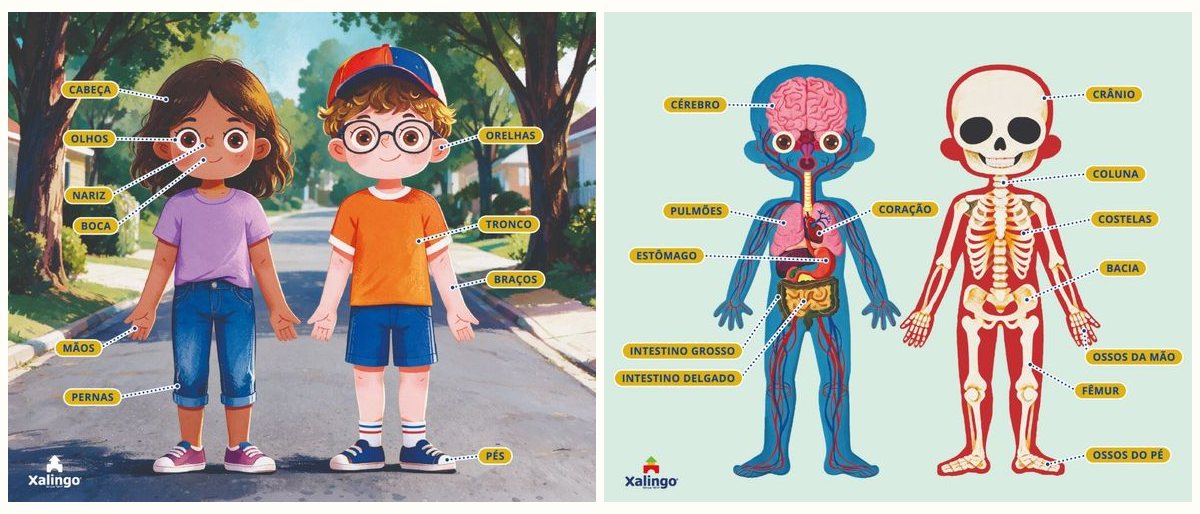 CABEÇA
OLHOS
NARIZ
BOCA
MÃOS
PERNAS
ORELHAS
TRONCO
BRAÇOS
PÉS
Xalingo
CÉREBRO
PULMÕES
CORAÇÃO
ESTÔMAGO
INTESTINO GROSSO
INTESTINO DELGADO
CRÂNIO
COLUNA
COSTELAS
BACIA
OSSOS DA MÃO
FÊMUR
OSSOS DO PÉ
Xalingo